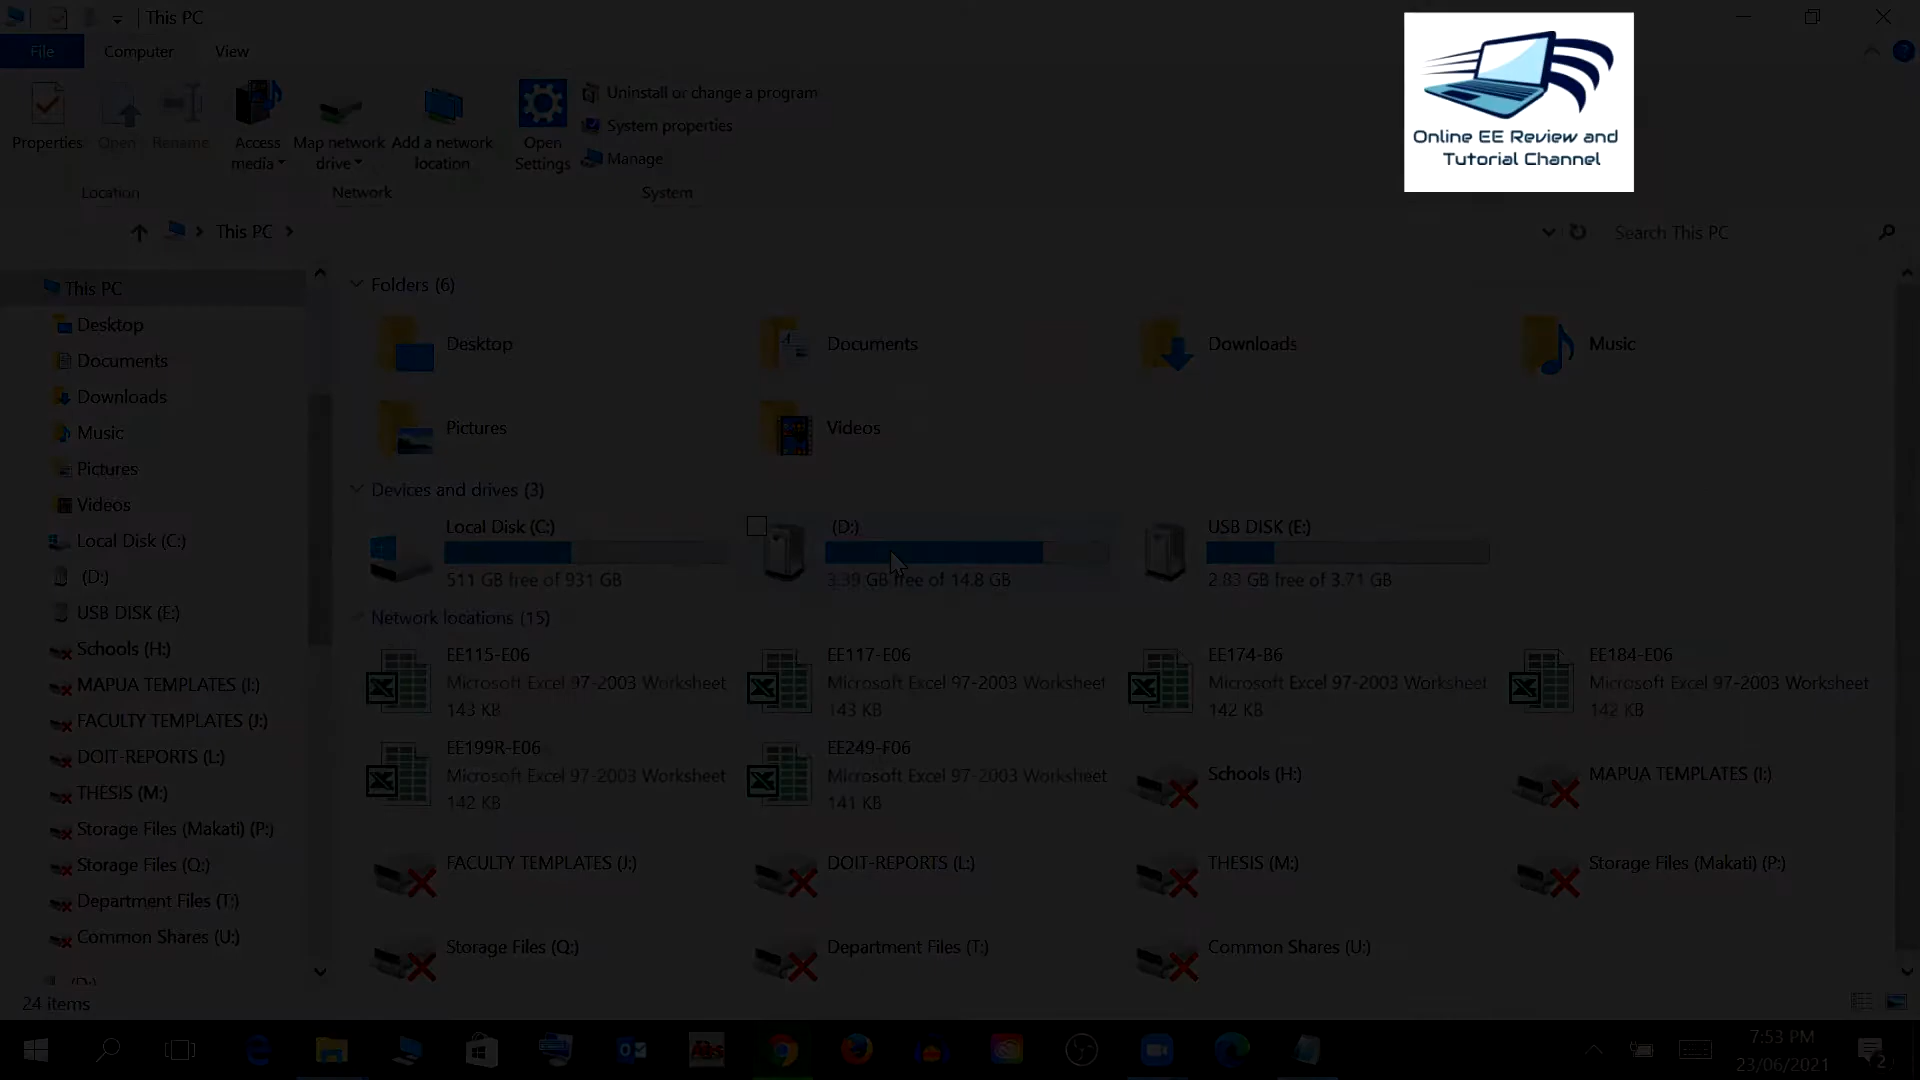 This PC
File
Computer
View
Properties
Open
Rename
Access media
Map network drive
Add a network location
Open Settings
Uninstall or change a program
System properties
Manage
Location
Network
System
Online EE Review and
Tutorial Channel
This PC
Search This PC
This PC
Desktop
Documents
Downloads
Music
Pictures
Videos
Local Disk (C:)
(D:)
USB DISK (E:)
Schools (H:)
MAPUA TEMPLATES (I:)
FACULTY TEMPLATES (J:)
DOIT-REPORTS (L:)
THESIS (M:)
Storage Files (Makati) (P:)
Storage Files (Q:)
Department Files (T:)
Common Shares (U:)
(D:)
24 items
Folders (6)
Desktop
Documents
Downloads
Music
Pictures
Videos
Devices and drives (3)
Local Disk (C:)
511 GB free of 931 GB
(D:)
3.39 GB free of 14.8 GB
USB DISK (E:)
2.83 GB free of 3.71 GB
Network locations (15)
EE115-E06
Microsoft Excel 97-2003 Worksheet
143 KB
EE117-E06
Microsoft Excel 97-2003 Worksheet
143 KB
EE174-B6
Microsoft Excel 97-2003 Worksheet
142 KB
EE184-E06
Microsoft Excel 97-2003 Worksheet
142 KB
EE199R-E06
Microsoft Excel 97-2003 Worksheet
142 KB
EE249-F06
Microsoft Excel 97-2003 Worksheet
141 KB
Schools (H:)
MAPUA TEMPLATES (I:)
FACULTY TEMPLATES (J:)
DOIT-REPORTS (L:)
THESIS (M:)
Storage Files (Makati) (P:)
Storage Files (Q:)
Department Files (T:)
Common Shares (U:)
7:53 PM
23/06/2021
2